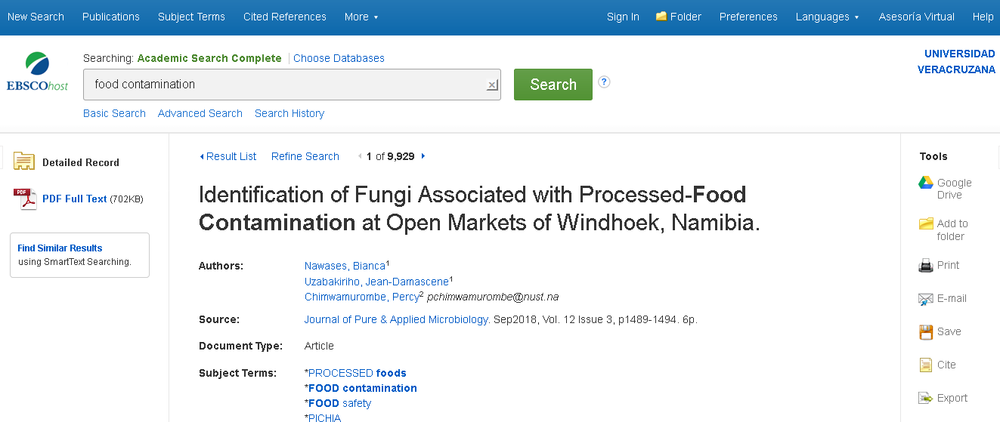 New Search Publications Subject Terms Cited References More Sign In Folder Preferences Languages Asesoría Virtual Help
Searching: Academic Search Complete Choose Databases
UNIVERSIDAD
VERACRUZANA
EBSCOhost
food contamination
Search ?
Basic Search Advanced Search Search History
Detailed Record
PDF Full Text (702KB)
Find Similar Results
using SmartText Searching.
Result List Refine Search 1 of 9,929
Identification of Fungi Associated with Processed-Food
Contamination at Open Markets of Windhoek, Namibia.
Authors: Nawases, Bianca1
Uzabakiriho, Jean-Damascene1
Chimwamurombe, Percy2 pchimwamurombe@nust.na
Source: Journal of Pure & Applied Microbiology. Sep2018, Vol. 12 Issue 3, p1489-1494. 6p.
Document Type: Article
Subject Terms: *PROCESSED foods
*FOOD contamination
*FOOD safety
*PICHIA
Tools
Google
Drive
Add to
folder
Print
E-mail
Save
Cite
Export